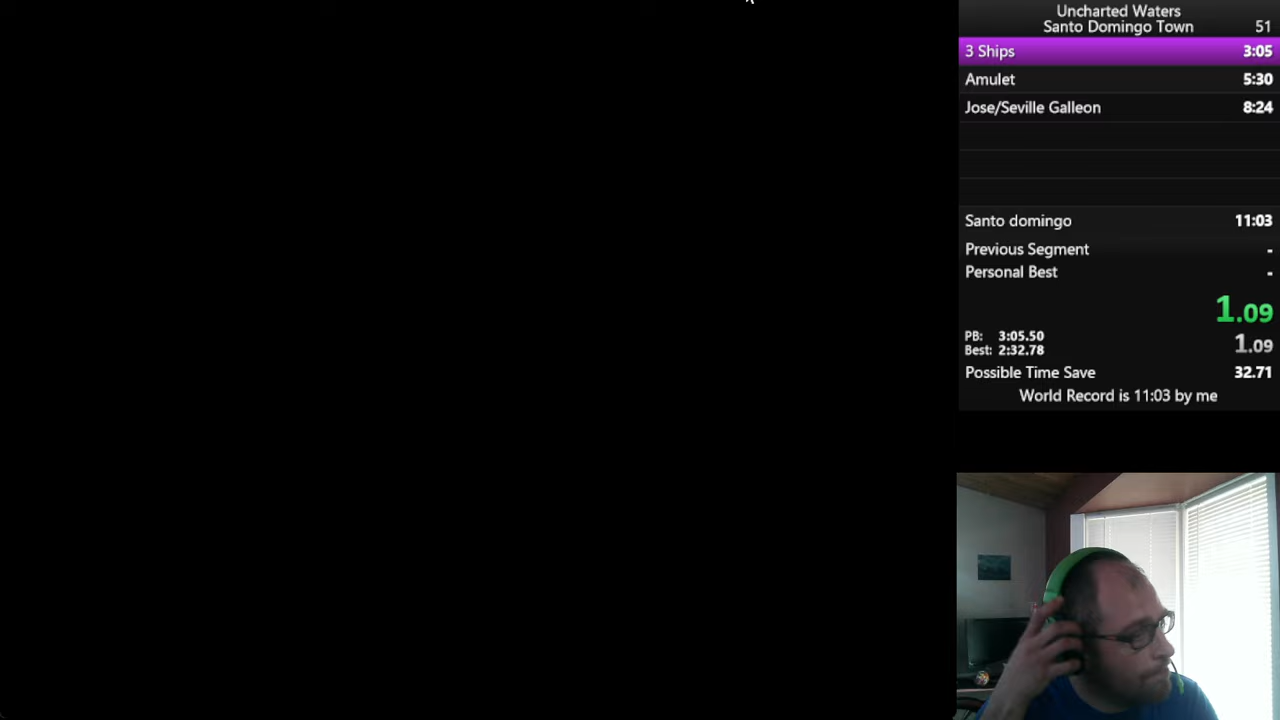 Uncharted Waters
Santo Domingo Town 51
3 Ships 3:05
Amulet 5:30
Jose/Seville Galleon 8:24
Santo domingo 11:03
Previous Segment -
Personal Best -
1.09
PB: 3:05.50
Best: 2:32.78 1.09
Possible Time Save 32.71
World Record is 11:03 by me